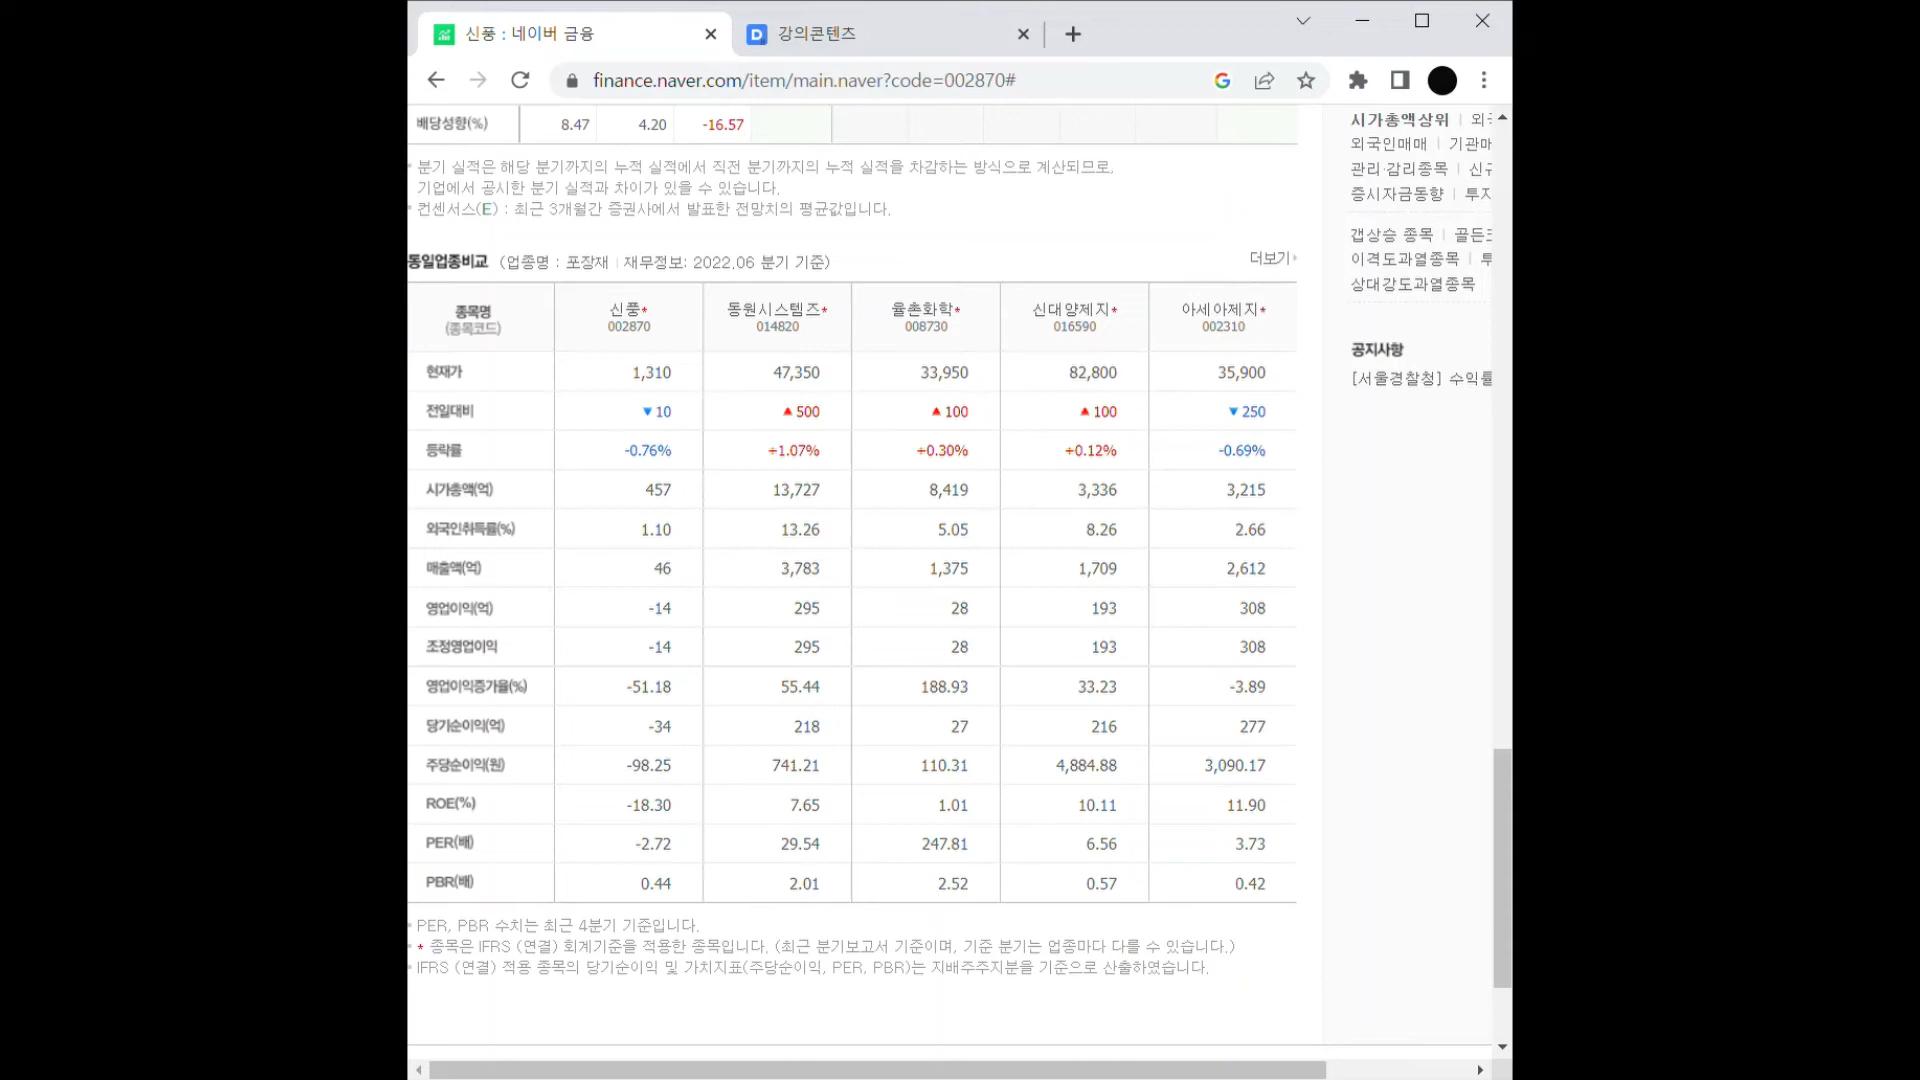 신풍 : 네이버 금융
강의콘텐츠
finance.naver.com/item/main.naver?code=002870#
배당성향(%) 8.47 4.20 -16.57
분기 실적은 해당 분기까지의 누적 실적에서 직전 분기까지의 누적 실적을 차감하는 방식으로 계산되므로,
기업에서 공시한 분기 실적과 차이가 있을 수 있습니다.
컨센서스(E) : 최근 3개월간 증권사에서 발표한 전망치의 평균값입니다.
동일업종비교 (업종명 : 포장재 | 재무정보: 2022.06 분기 기준)
더보기
종목명 신풍* 동원시스템즈* 율촌화학* 신대양제지* 아세아제지*
(종목코드) 002870 014820 008730 016590 002310
현재가 1,310 47,350 33,950 82,800 35,900
전일대비 ▼10 ▲500 ▲100 ▲100 ▼250
등락률 -0.76% +1.07% +0.30% +0.12% -0.69%
시가총액(억) 457 13,727 8,419 3,336 3,215
외국인취득률(%) 1.10 13.26 5.05 8.26 2.66
매출액(억) 46 3,783 1,375 1,709 2,612
영업이익(억) -14 295 28 193 308
조정영업이익 -14 295 28 193 308
영업이익증가율(%) -51.18 55.44 188.93 33.23 -3.89
당기순이익(억) -34 218 27 216 277
주당순이익(원) -98.25 741.21 110.31 4,884.88 3,090.17
ROE(%) -18.30 7.65 1.01 10.11 11.90
PER(배) -2.72 29.54 247.81 6.56 3.73
PBR(배) 0.44 2.01 2.52 0.57 0.42
PER, PBR 수치는 최근 4분기 기준입니다.
* 종목은 IFRS (연결) 회계기준을 적용한 종목입니다. (최근 분기보고서 기준이며, 기준 분기는 업종마다 다를 수 있습니다.)
IFRS (연결) 적용 종목의 당기순이익 및 가치지표(주당순이익, PER, PBR)는 지배주주지분을 기준으로 산출하였습니다.
시가총액상위 |
외국인매매 |
관리·감리종목 |
증시자금동향 |
갭상승 종목 |
이격도과열종목 |
상대강도과열종목
공지사항
[서울경찰청] 수익률